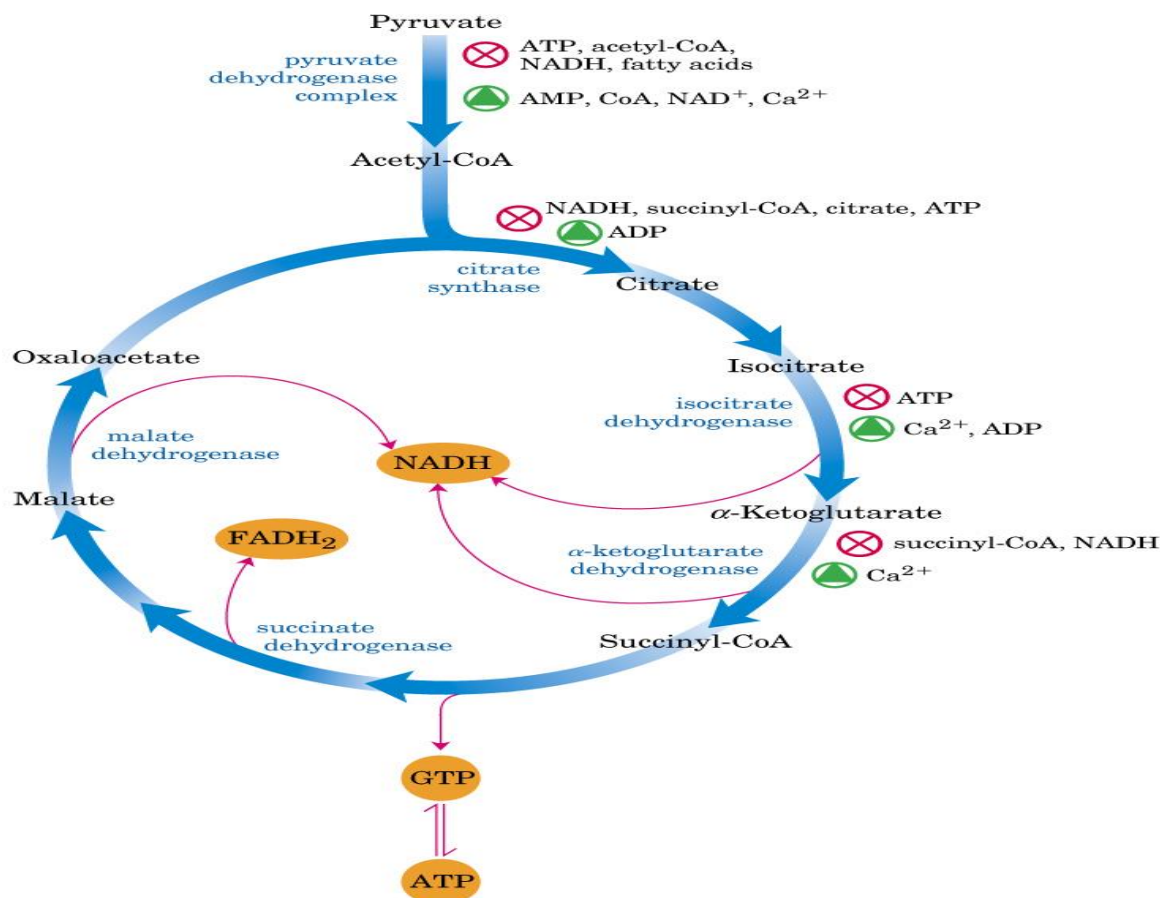 Pyruvate
pyruvate
dehydrogenase
complex
ATP, acetyl-CoA,
NADH, fatty acids
AMP, CoA, NAD⁺, Ca²⁺
Acetyl-CoA
NADH, succinyl-CoA, citrate, ATP
ADP
citrate
synthase
Citrate
Oxaloacetate
Isocitrate
isocitrate
dehydrogenase
ATP
Ca²⁺, ADP
malate
dehydrogenase
NADH
Malate
α-Ketoglutarate
FADH₂
α-ketoglutarate
dehydrogenase
succinyl-CoA, NADH
Ca²⁺
succinate
dehydrogenase
Succinyl-CoA
GTP
ATP